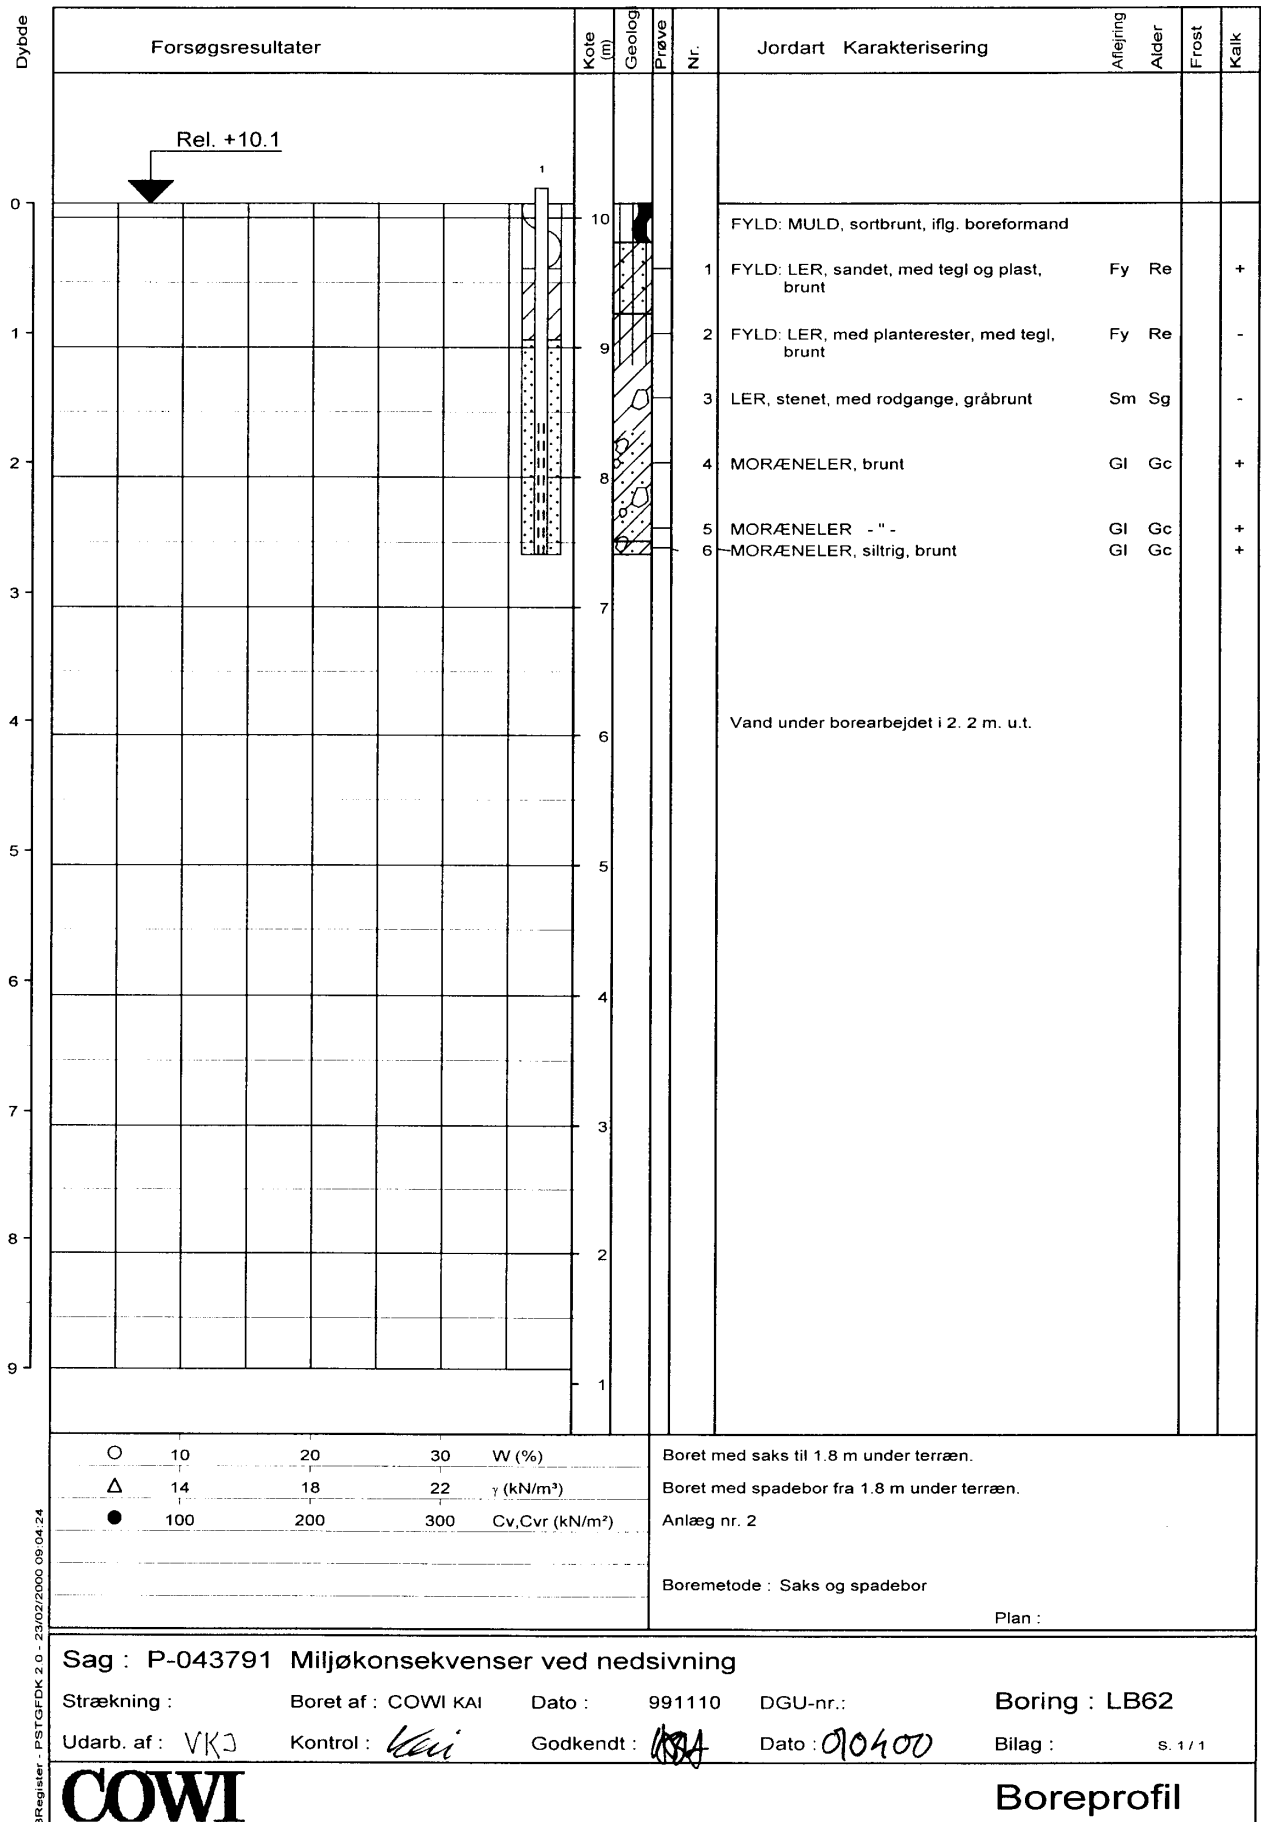 Dybde Forsøgsresultater Kote (m) Geologi Prøve Nr. Jordart Karakterisering Aflejring Alder Frost Kalk
Rel. +10.1
1
0
10 FYLD: MULD, sortbrunt, iflg. boreformand
1 FYLD: LER, sandet, med tegl og plast, Fy Re +
brunt
1
9 2 FYLD: LER, med planterester, med tegl, Fy Re -
brunt
3 LER, stenet, med rodgange, gråbrunt Sm Sg -
2
8 4 MORÆNELER, brunt Gl Gc +
5 MORÆNELER - " - Gl Gc +
6 MORÆNELER, siltrig, brunt Gl Gc +
3
7
4 Vand under borearbejdet i 2. 2 m. u.t.
6
5
5
6
4
7
3
8
2
9
1
10 20 30 W (%)
14 18 22 γ (kN/m³)
100 200 300 Cv,Cvr (kN/m²)
Boret med saks til 1.8 m under terræn.
Boret med spadebor fra 1.8 m under terræn.
Anlæg nr. 2
Boremetode : Saks og spadebor
Plan :
BRegister - PSTGFDK 2.0 - 23/02/2000 09:04:24
Sag : P-043791 Miljøkonsekvenser ved nedsivning
Strækning : Boret af : COWI KAI Dato : 991110 DGU-nr.: Boring : LB62
Udarb. af : VKJ Kontrol : Godkendt : Dato : 010400 Bilag : S. 1 / 1
COWI Boreprofil